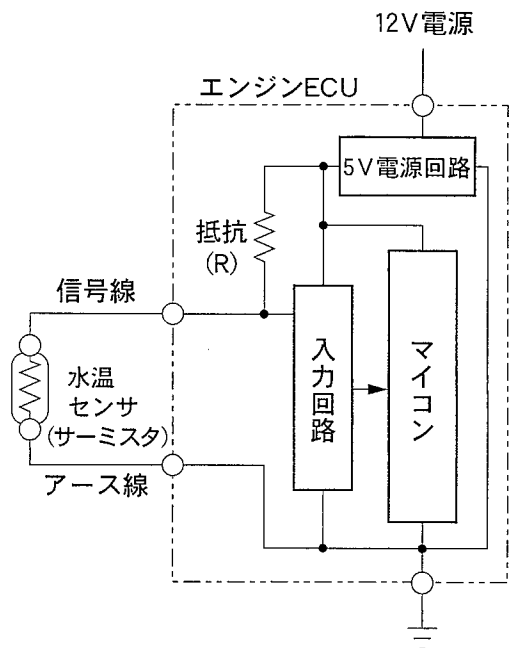 12V電源
エンジンECU
5V電源回路
抵抗
(R)
信号線
入力回路
マイコン
水温
センサ
(サーミスタ)
アース線